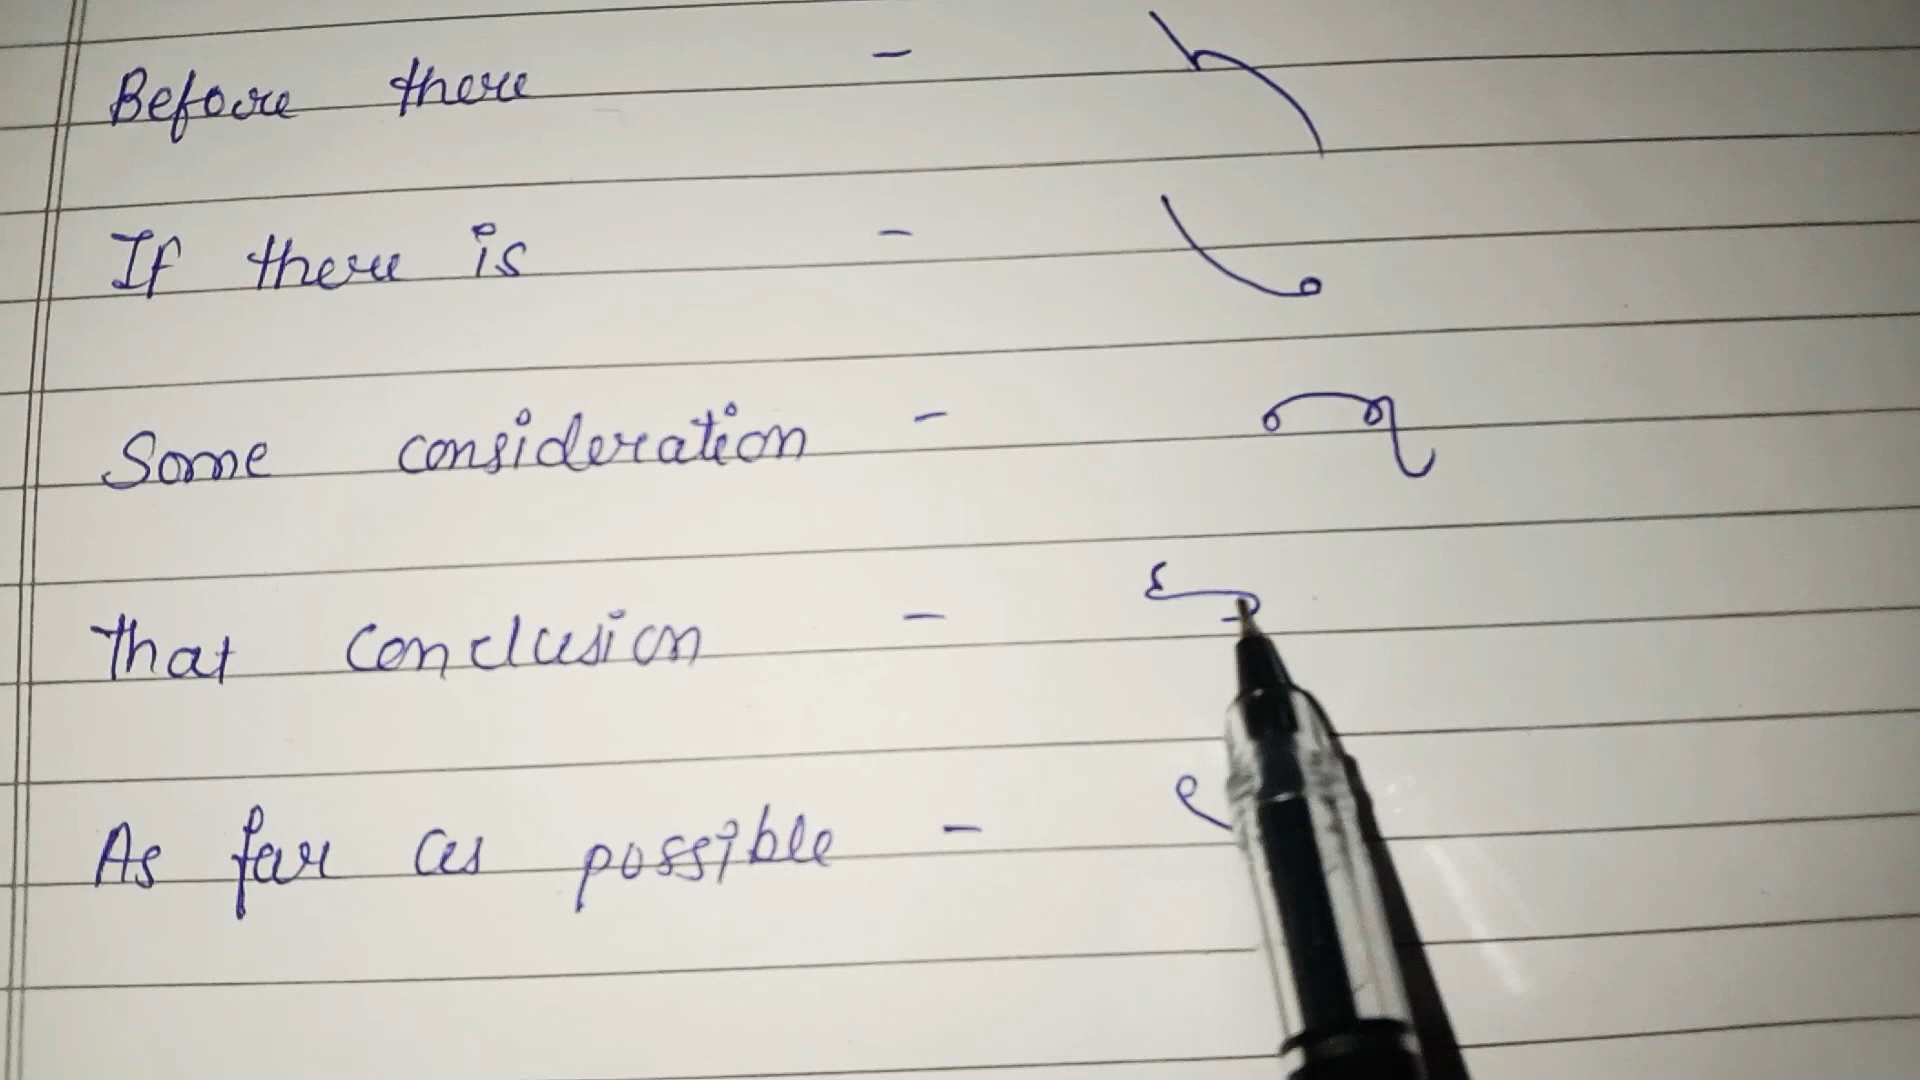 Before there -
If there is -
Some consideration -
That conclusion -
As far as possible -